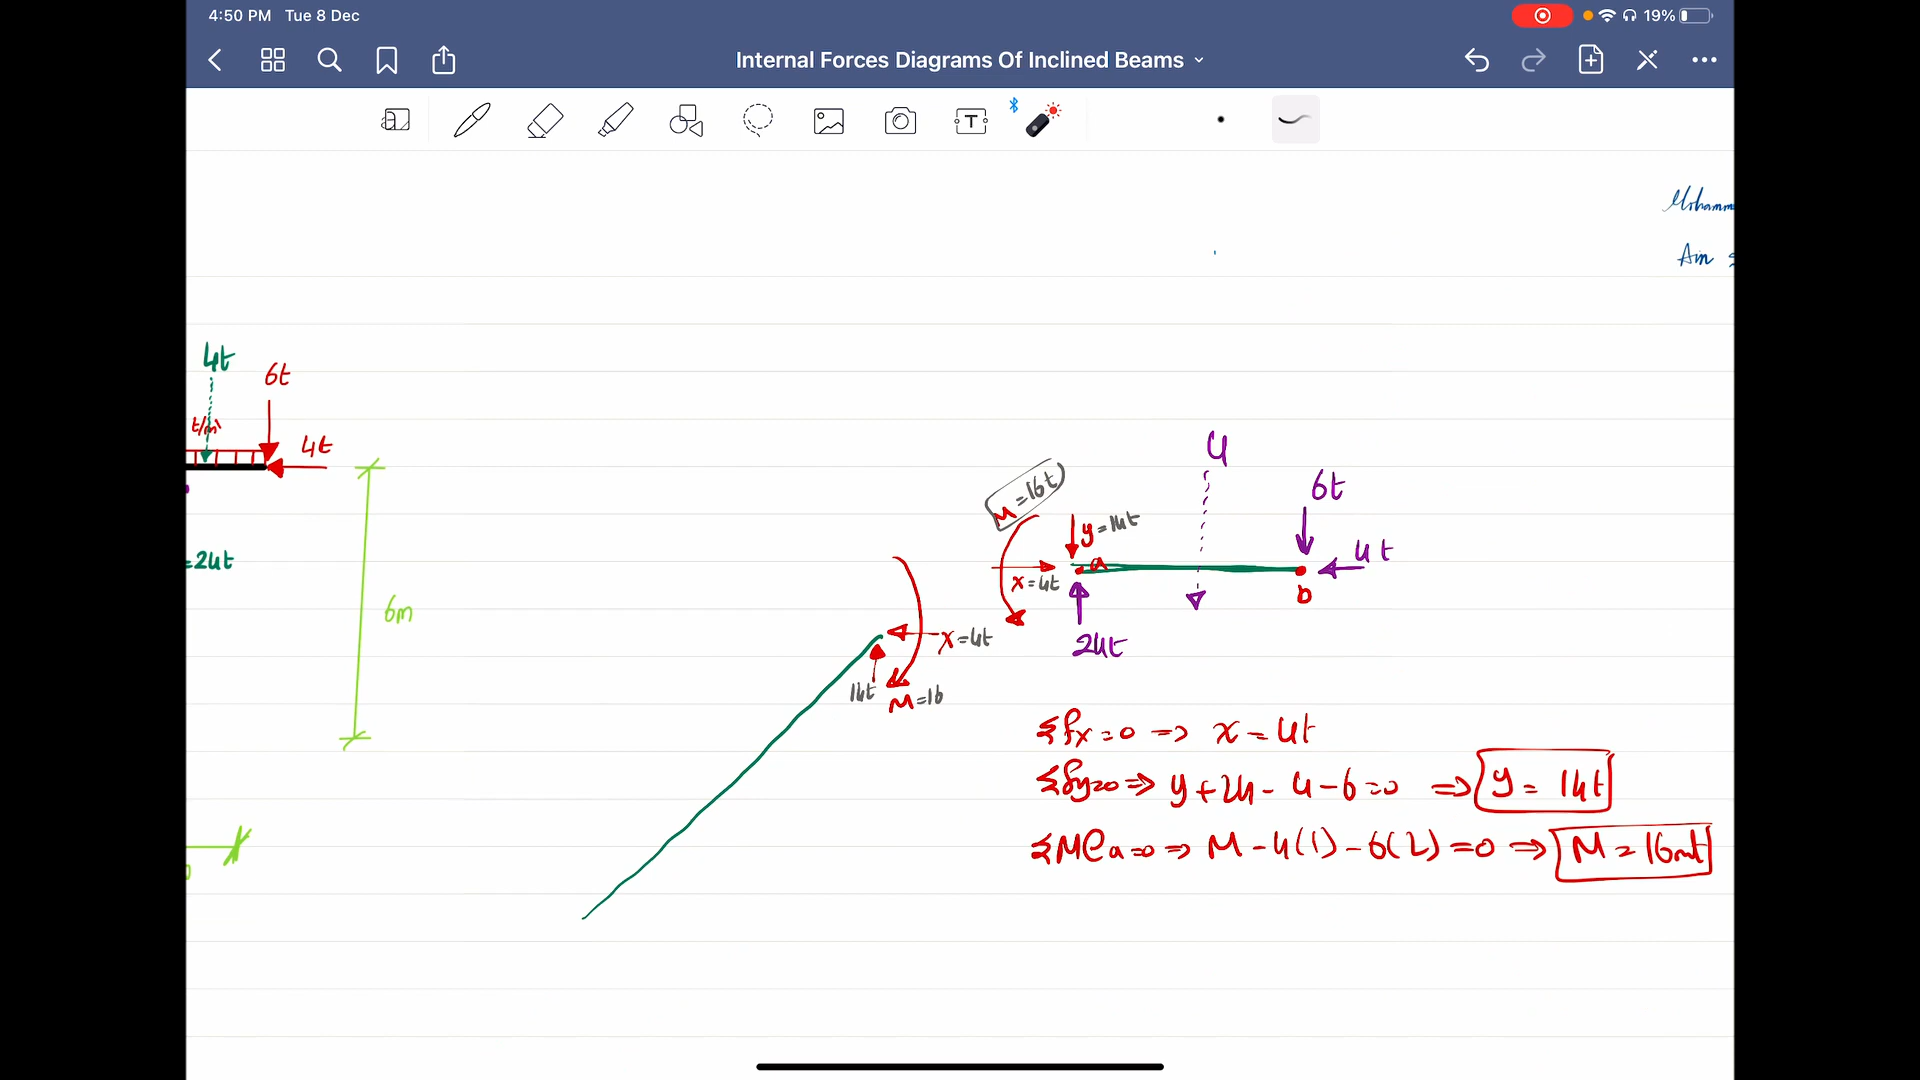 4:50 PM Tue 8 Dec
19%
Internal Forces Diagrams Of Inclined Beams
T
Ain
4t
6t
t/m
4t
=24t
6m
M=16t
y=14t
a
x=4t
4
6t
4t
b
24t
x=4t
14t
M=16
Σfx=0 => x = 4t
Σfy=0 => y+24-4-6=0 => y = 14t
ΣM@a=0 => M-4(1)-6(2)=0 => M=16mt